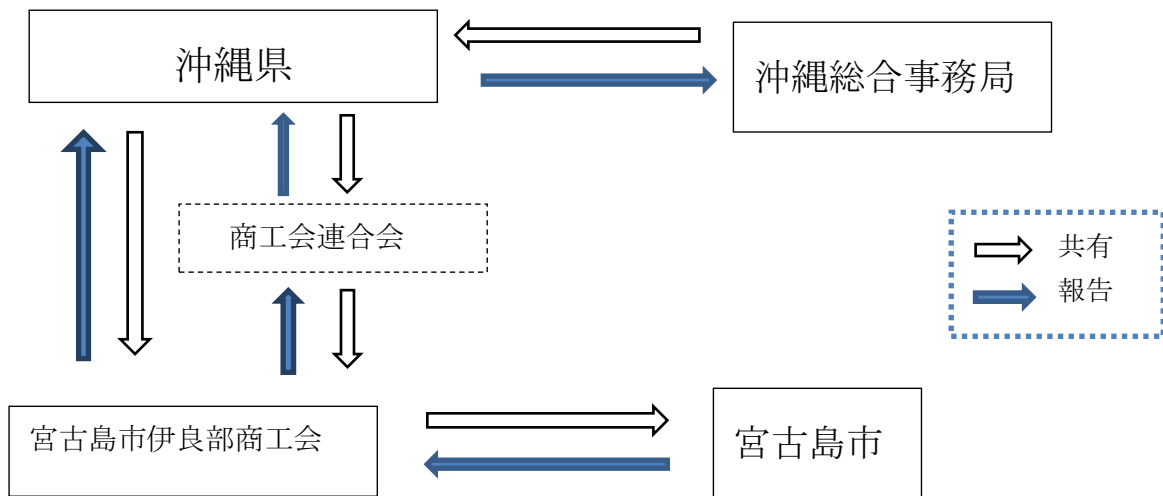 沖縄県
沖縄総合事務局
商工会連合会
共有
報告
宮古島市伊良部商工会
宮古島市